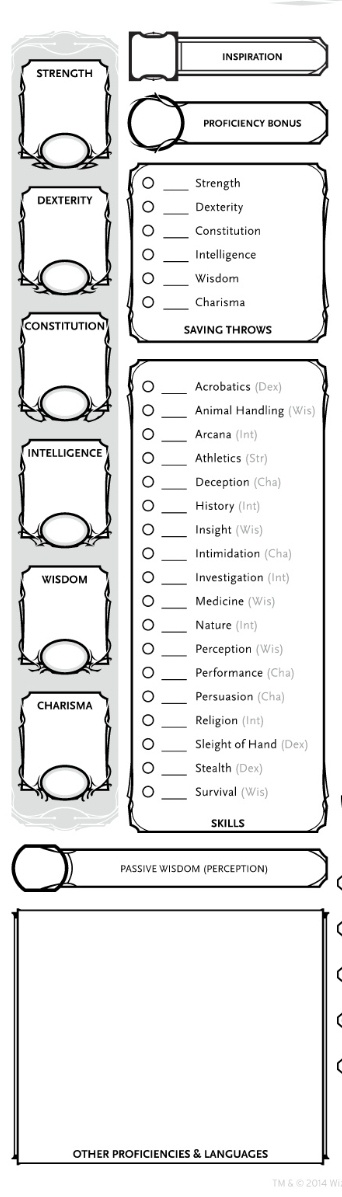 STRENGTH
DEXTERITY
CONSTITUTION
INTELLIGENCE
WISDOM
CHARISMA
INSPIRATION
PROFICIENCY BONUS
Strength
Dexterity
Constitution
Intelligence
Wisdom
Charisma
SAVING THROWS
Acrobatics (Dex)
Animal Handling (Wis)
Arcana (Int)
Athletics (Str)
Deception (Cha)
History (Int)
Insight (Wis)
Intimidation (Cha)
Investigation (Int)
Medicine (Wis)
Nature (Int)
Perception (Wis)
Performance (Cha)
Persuasion (Cha)
Religion (Int)
Sleight of Hand (Dex)
Stealth (Dex)
Survival (Wis)
SKILLS
PASSIVE WISDOM (PERCEPTION)
OTHER PROFICIENCIES & LANGUAGES
TM & © 2014